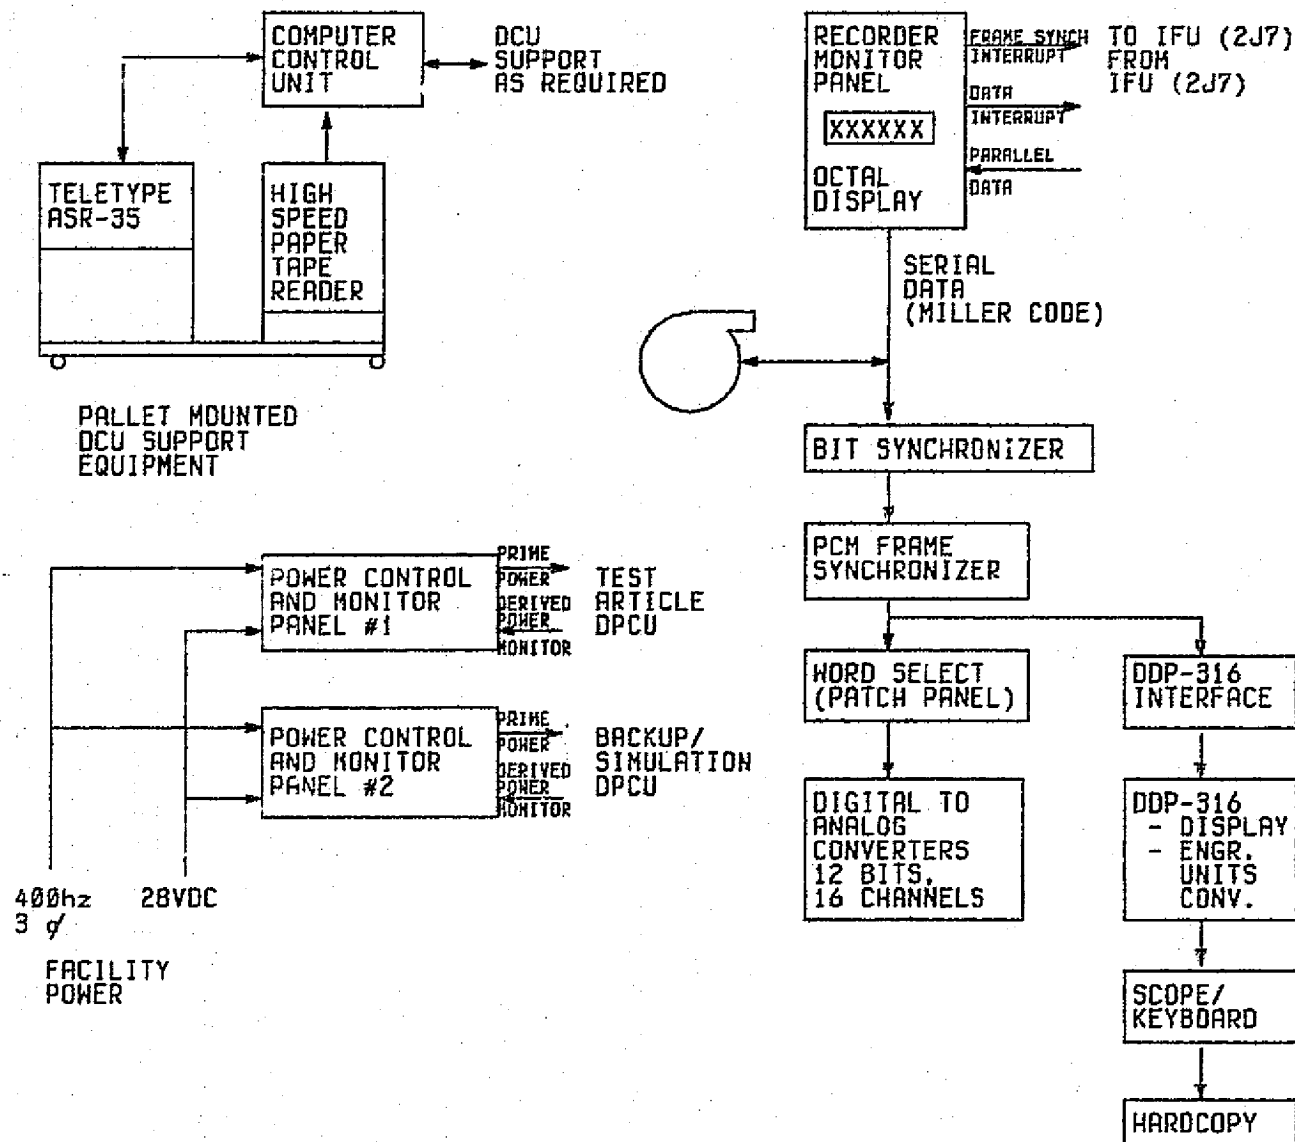 COMPUTER
CONTROL
UNIT
DCU
SUPPORT
AS REQUIRED
TELETYPE
ASR-35
HIGH
SPEED
PAPER
TAPE
READER
PALLET MOUNTED
DCU SUPPORT
EQUIPMENT
RECORDER
MONITOR
PANEL
XXXXXX
OCTAL
DISPLAY
FRAME SYNCH
INTERRUPT
DATA
INTERRUPT
PARALLEL
DATA
TO IFU (2J7)
FROM
IFU (2J7)
SERIAL
DATA
(MILLER CODE)
BIT SYNCHRONIZER
PCM FRAME
SYNCHRONIZER
WORD SELECT
(PATCH PANEL)
DIGITAL TO
ANALOG
CONVERTERS
12 BITS,
16 CHANNELS
DDP-316
INTERFACE
DDP-316
- DISPLAY
- ENGR.
UNITS
CONV.
SCOPE/
KEYBOARD
HARDCOPY
POWER CONTROL
AND MONITOR
PANEL #1
PRIME
POWER
DERIVED
POWER
MONITOR
TEST
ARTICLE
DPCU
POWER CONTROL
AND MONITOR
PANEL #2
PRIME
POWER
DERIVED
POWER
MONITOR
BACKUP/
SIMULATION
DPCU
400hz
3 ϕ
28VDC
FACILITY
POWER